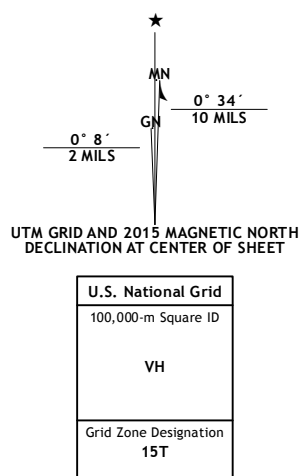 ★
MN
0° 34´
10 MILS
GN
0° 8´
2 MILS
UTM GRID AND 2015 MAGNETIC NORTH
DECLINATION AT CENTER OF SHEET
U.S. National Grid
100,000-m Square ID
VH
Grid Zone Designation
15T